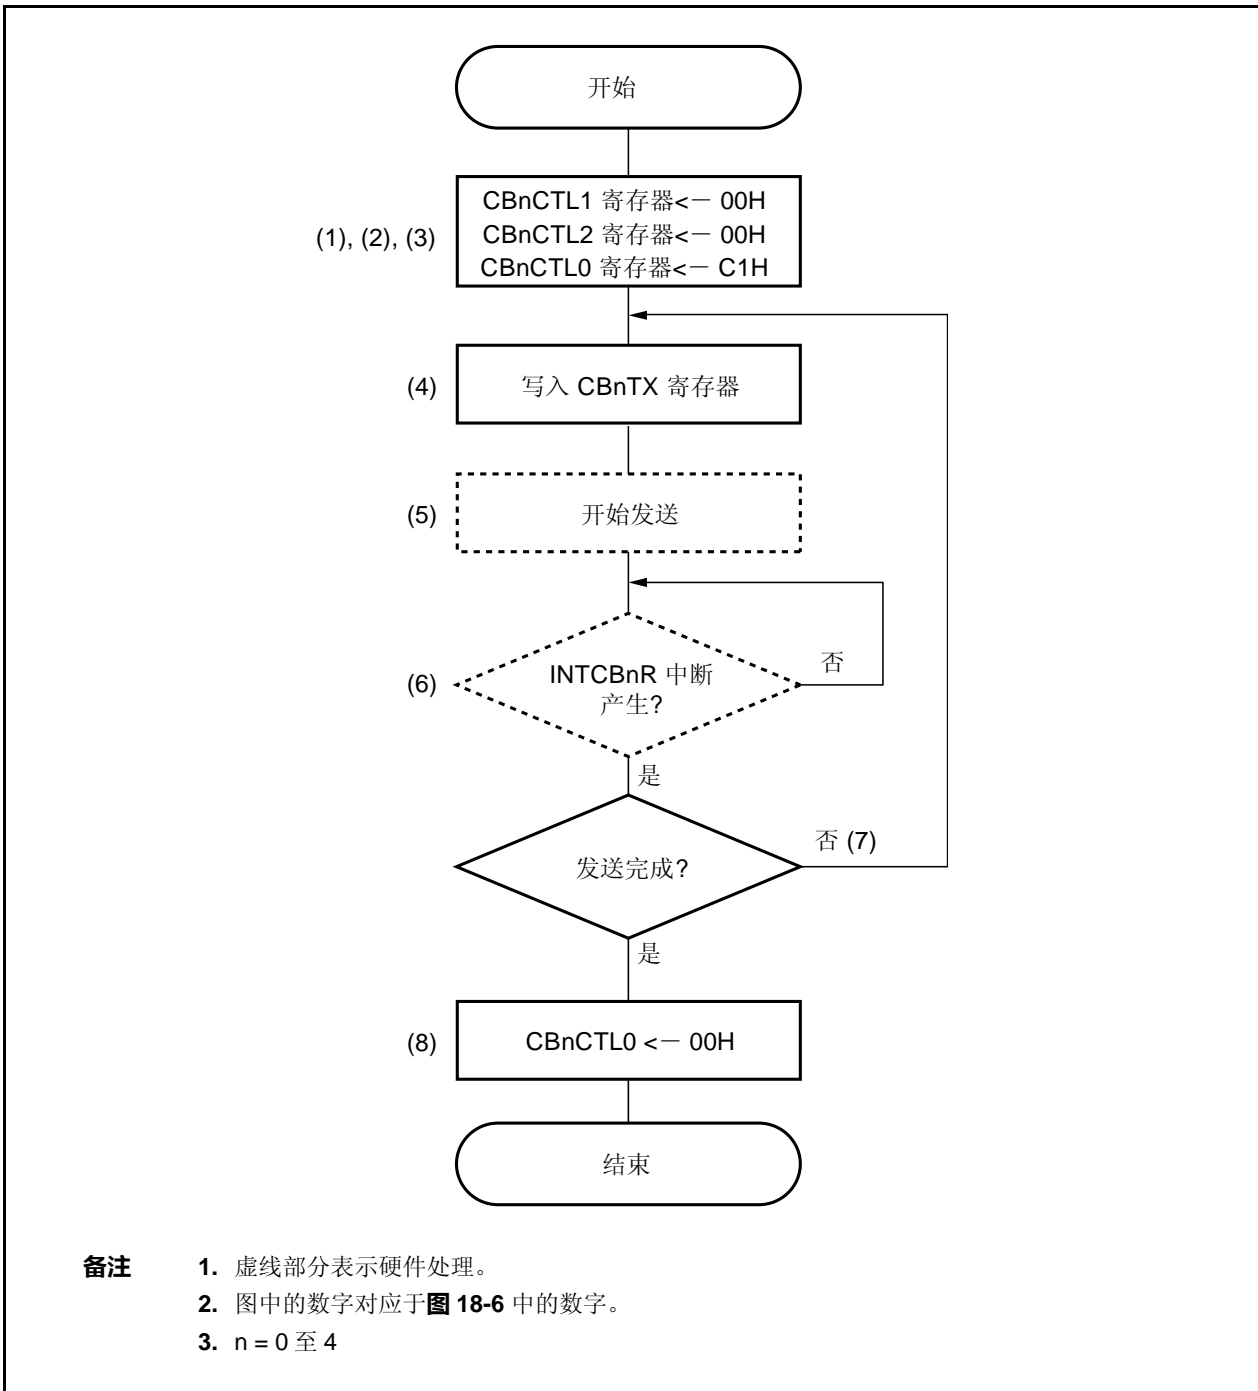 开始
CBnCTL1 寄存器<— 00H
(1), (2), (3) CBnCTL2 寄存器<— 00H
CBnCTL0 寄存器<— C1H
(4) 写入 CBnTX 寄存器
(5) 开始发送
INTCBnR 中断 否
(6) 产生?
是
否 (7)
发送完成?
是
(8) CBnCTL0 <— 00H
结束
备注 1. 虚线部分表示硬件处理。
2. 图中的数字对应于图 18-6 中的数字。
3. n = 0 至 4